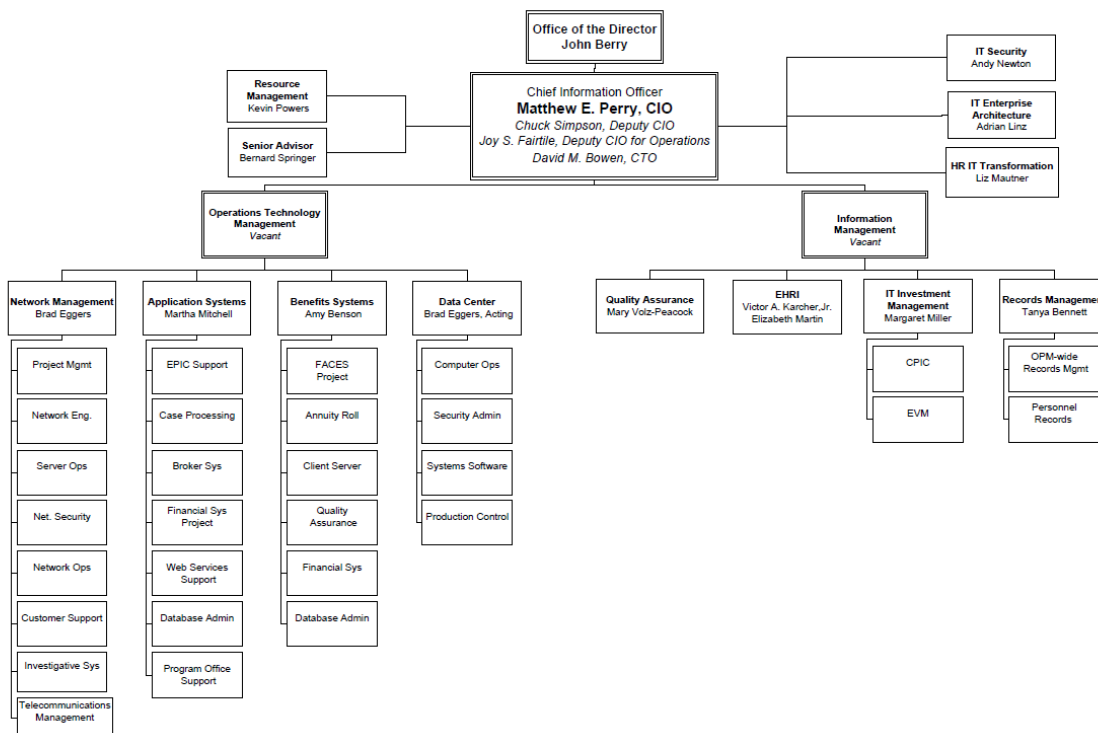 Office of the Director
John Berry
Chief Information Officer
Matthew E. Perry, CIO
Chuck Simpson, Deputy CIO
Joy S. Fairtile, Deputy CIO for Operations
David M. Bowen, CTO
Resource
Management
Kevin Powers
Senior Advisor
Bernard Springer
IT Security
Andy Newton
IT Enterprise
Architecture
Adrian Linz
HR IT Transformation
Liz Mautner
Operations Technology
Management
Vacant
Information
Management
Vacant
Network Management
Brad Eggers
Project Mgmt
Network Eng.
Server Ops
Net. Security
Network Ops
Customer Support
Investigative Sys
Telecommunications
Management
Application Systems
Martha Mitchell
EPIC Support
Case Processing
Broker Sys
Financial Sys
Project
Web Services
Support
Database Admin
Program Office
Support
Benefits Systems
Amy Benson
FACES
Project
Annuity Roll
Client Server
Quality
Assurance
Financial Sys
Database Admin
Data Center
Brad Eggers, Acting
Computer Ops
Security Admin
Systems Software
Production Control
Quality Assurance
Mary Volz-Peacock
EHRI
Victor A. Karcher,Jr.
Elizabeth Martin
IT Investment
Management
Margaret Miller
CPIC
EVM
Records Management
Tanya Bennett
OPM-wide
Records Mgmt
Personnel
Records